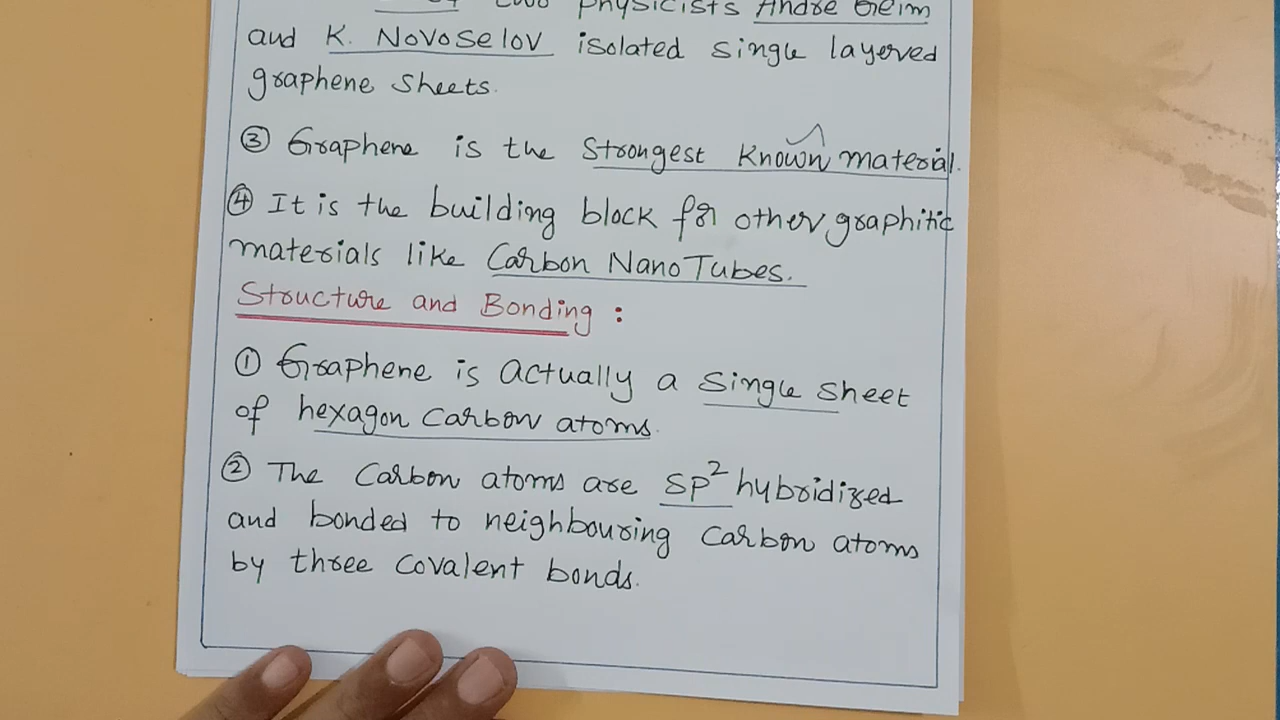 physicists Andre Geim
and K. Novoselov isolated single layered
graphene sheets.
③ Graphene is the Strongest known material.
④ It is the building block for other graphitic
materials like Carbon NanoTubes.
Structure and Bonding :
① Graphene is actually a single sheet
of hexagon carbon atoms.
② The Carbon atoms are SP² hybridized
and bonded to neighbouring carbon atoms
by three covalent bonds.